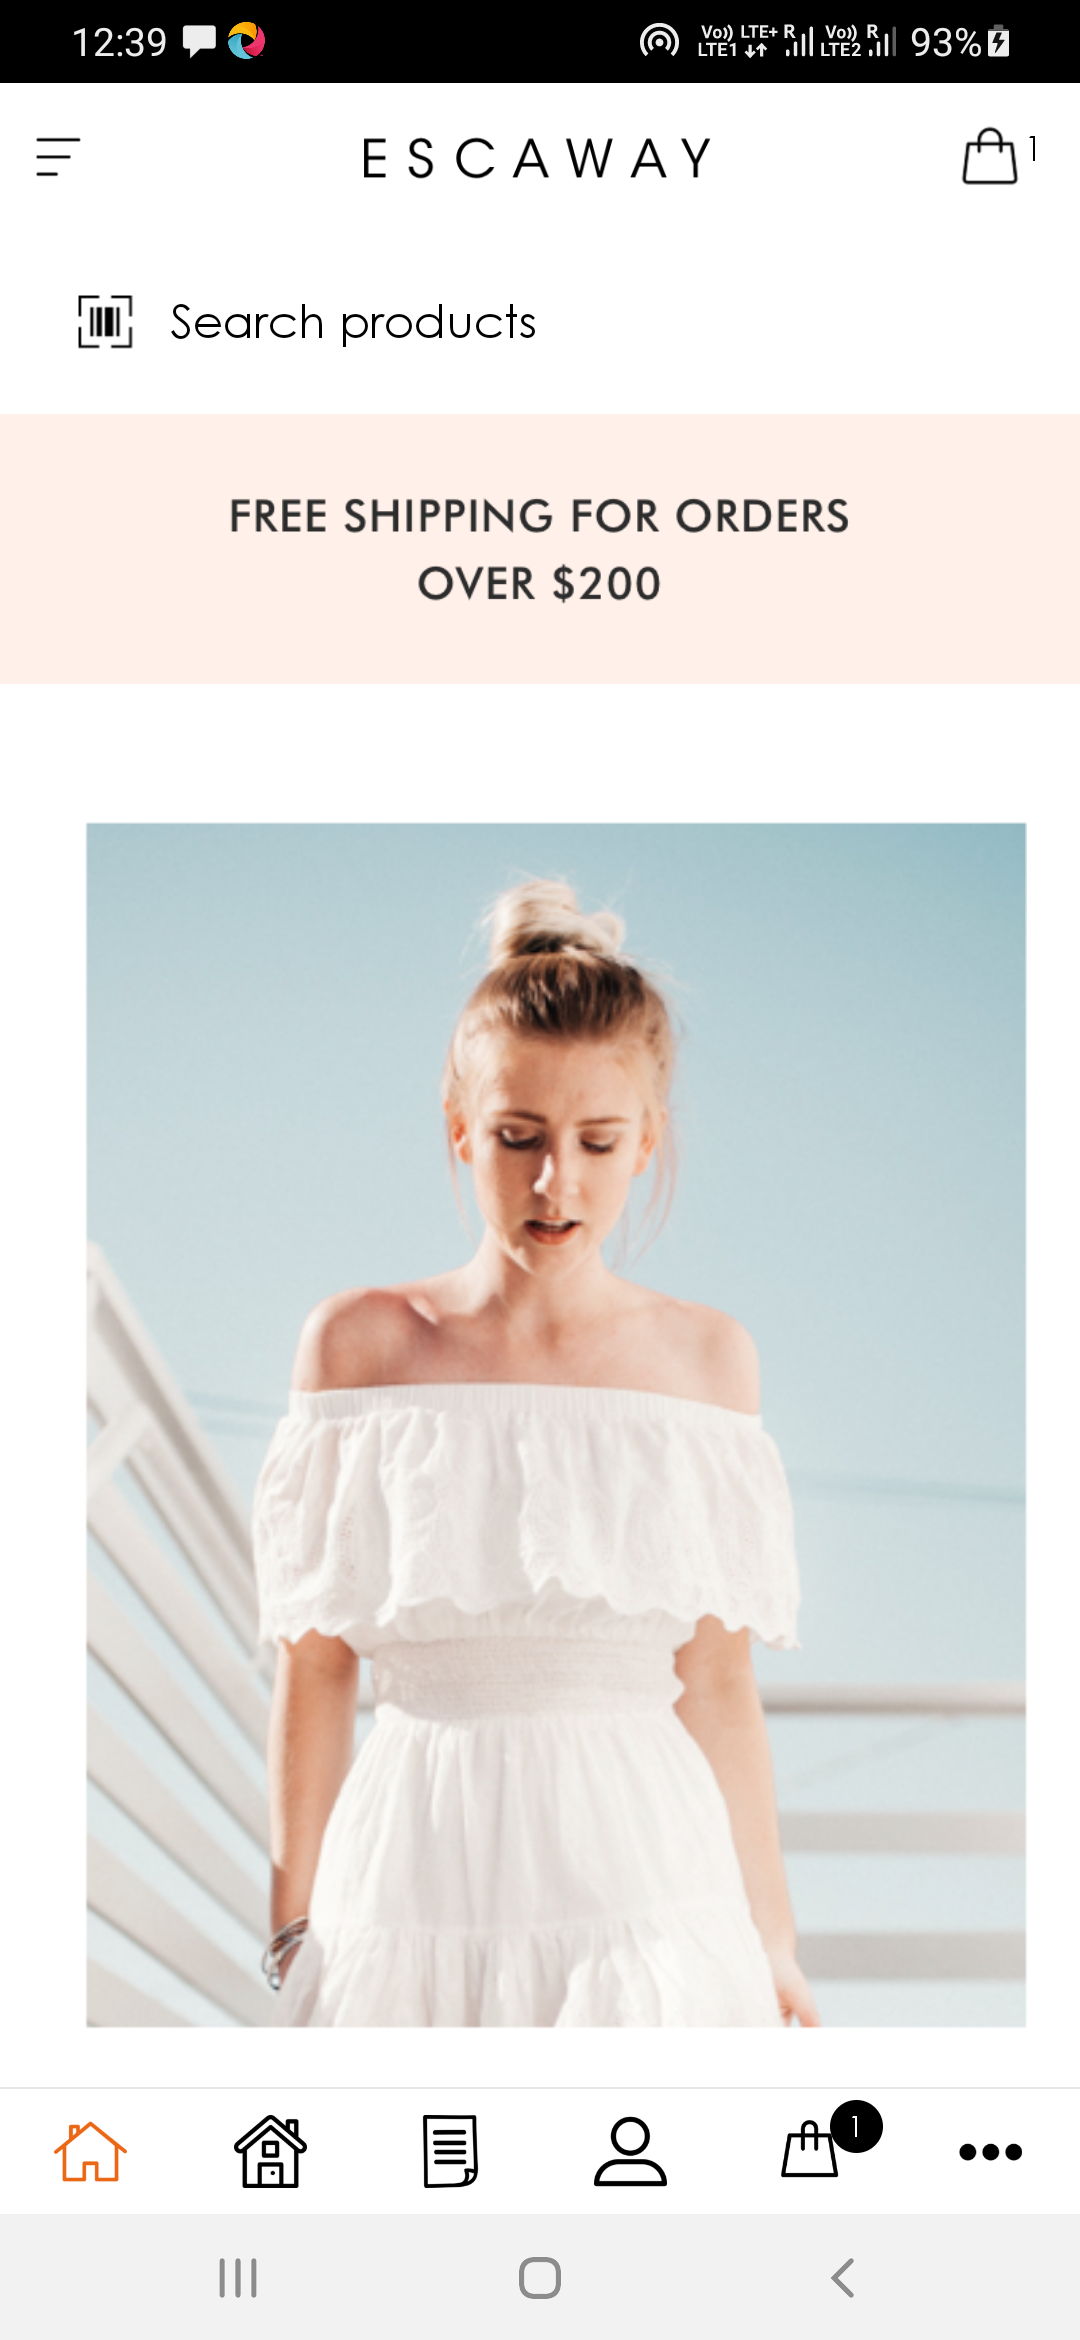 12:39
Vo)) LTE+ R Vo)) R 93%
LTE1 LTE2
ESCAWAY 1
Search products
FREE SHIPPING FOR ORDERS
OVER $200
1